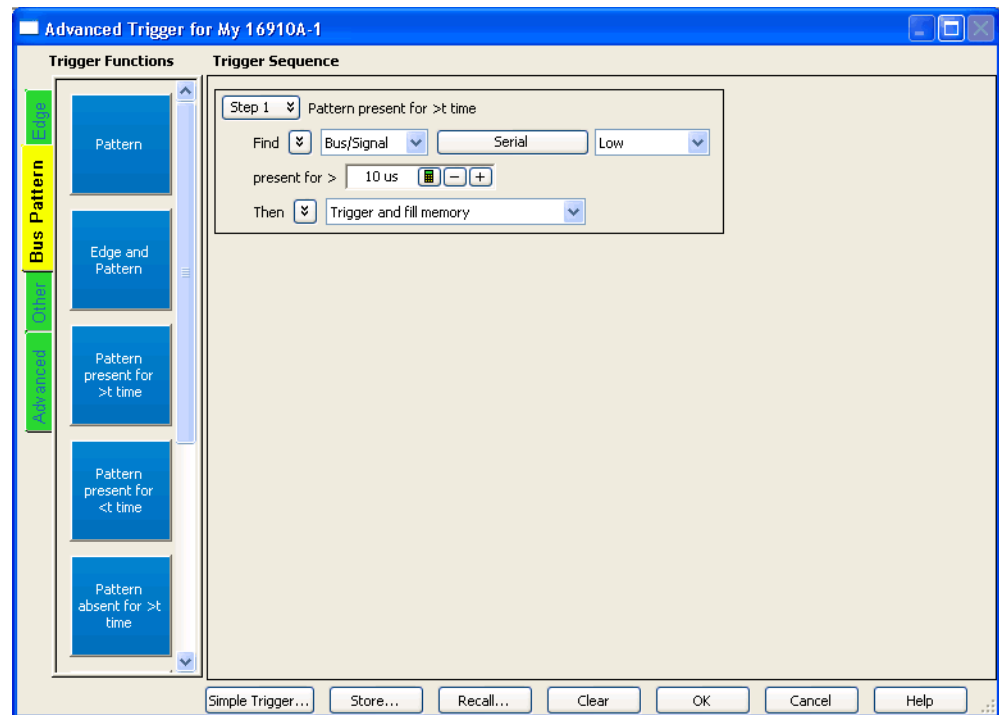 Advanced Trigger for My 16910A-1
Trigger Functions
Trigger Sequence
Edge
Bus Pattern
Other
Advanced
Pattern
Edge and
Pattern
Pattern
present for
>t time
Pattern
present for
<t time
Pattern
absent for >t
time
Step 1 Pattern present for >t time
Find Bus/Signal Serial Low
present for > 10 us − +
Then Trigger and fill memory
Simple Trigger... Store... Recall... Clear OK Cancel Help